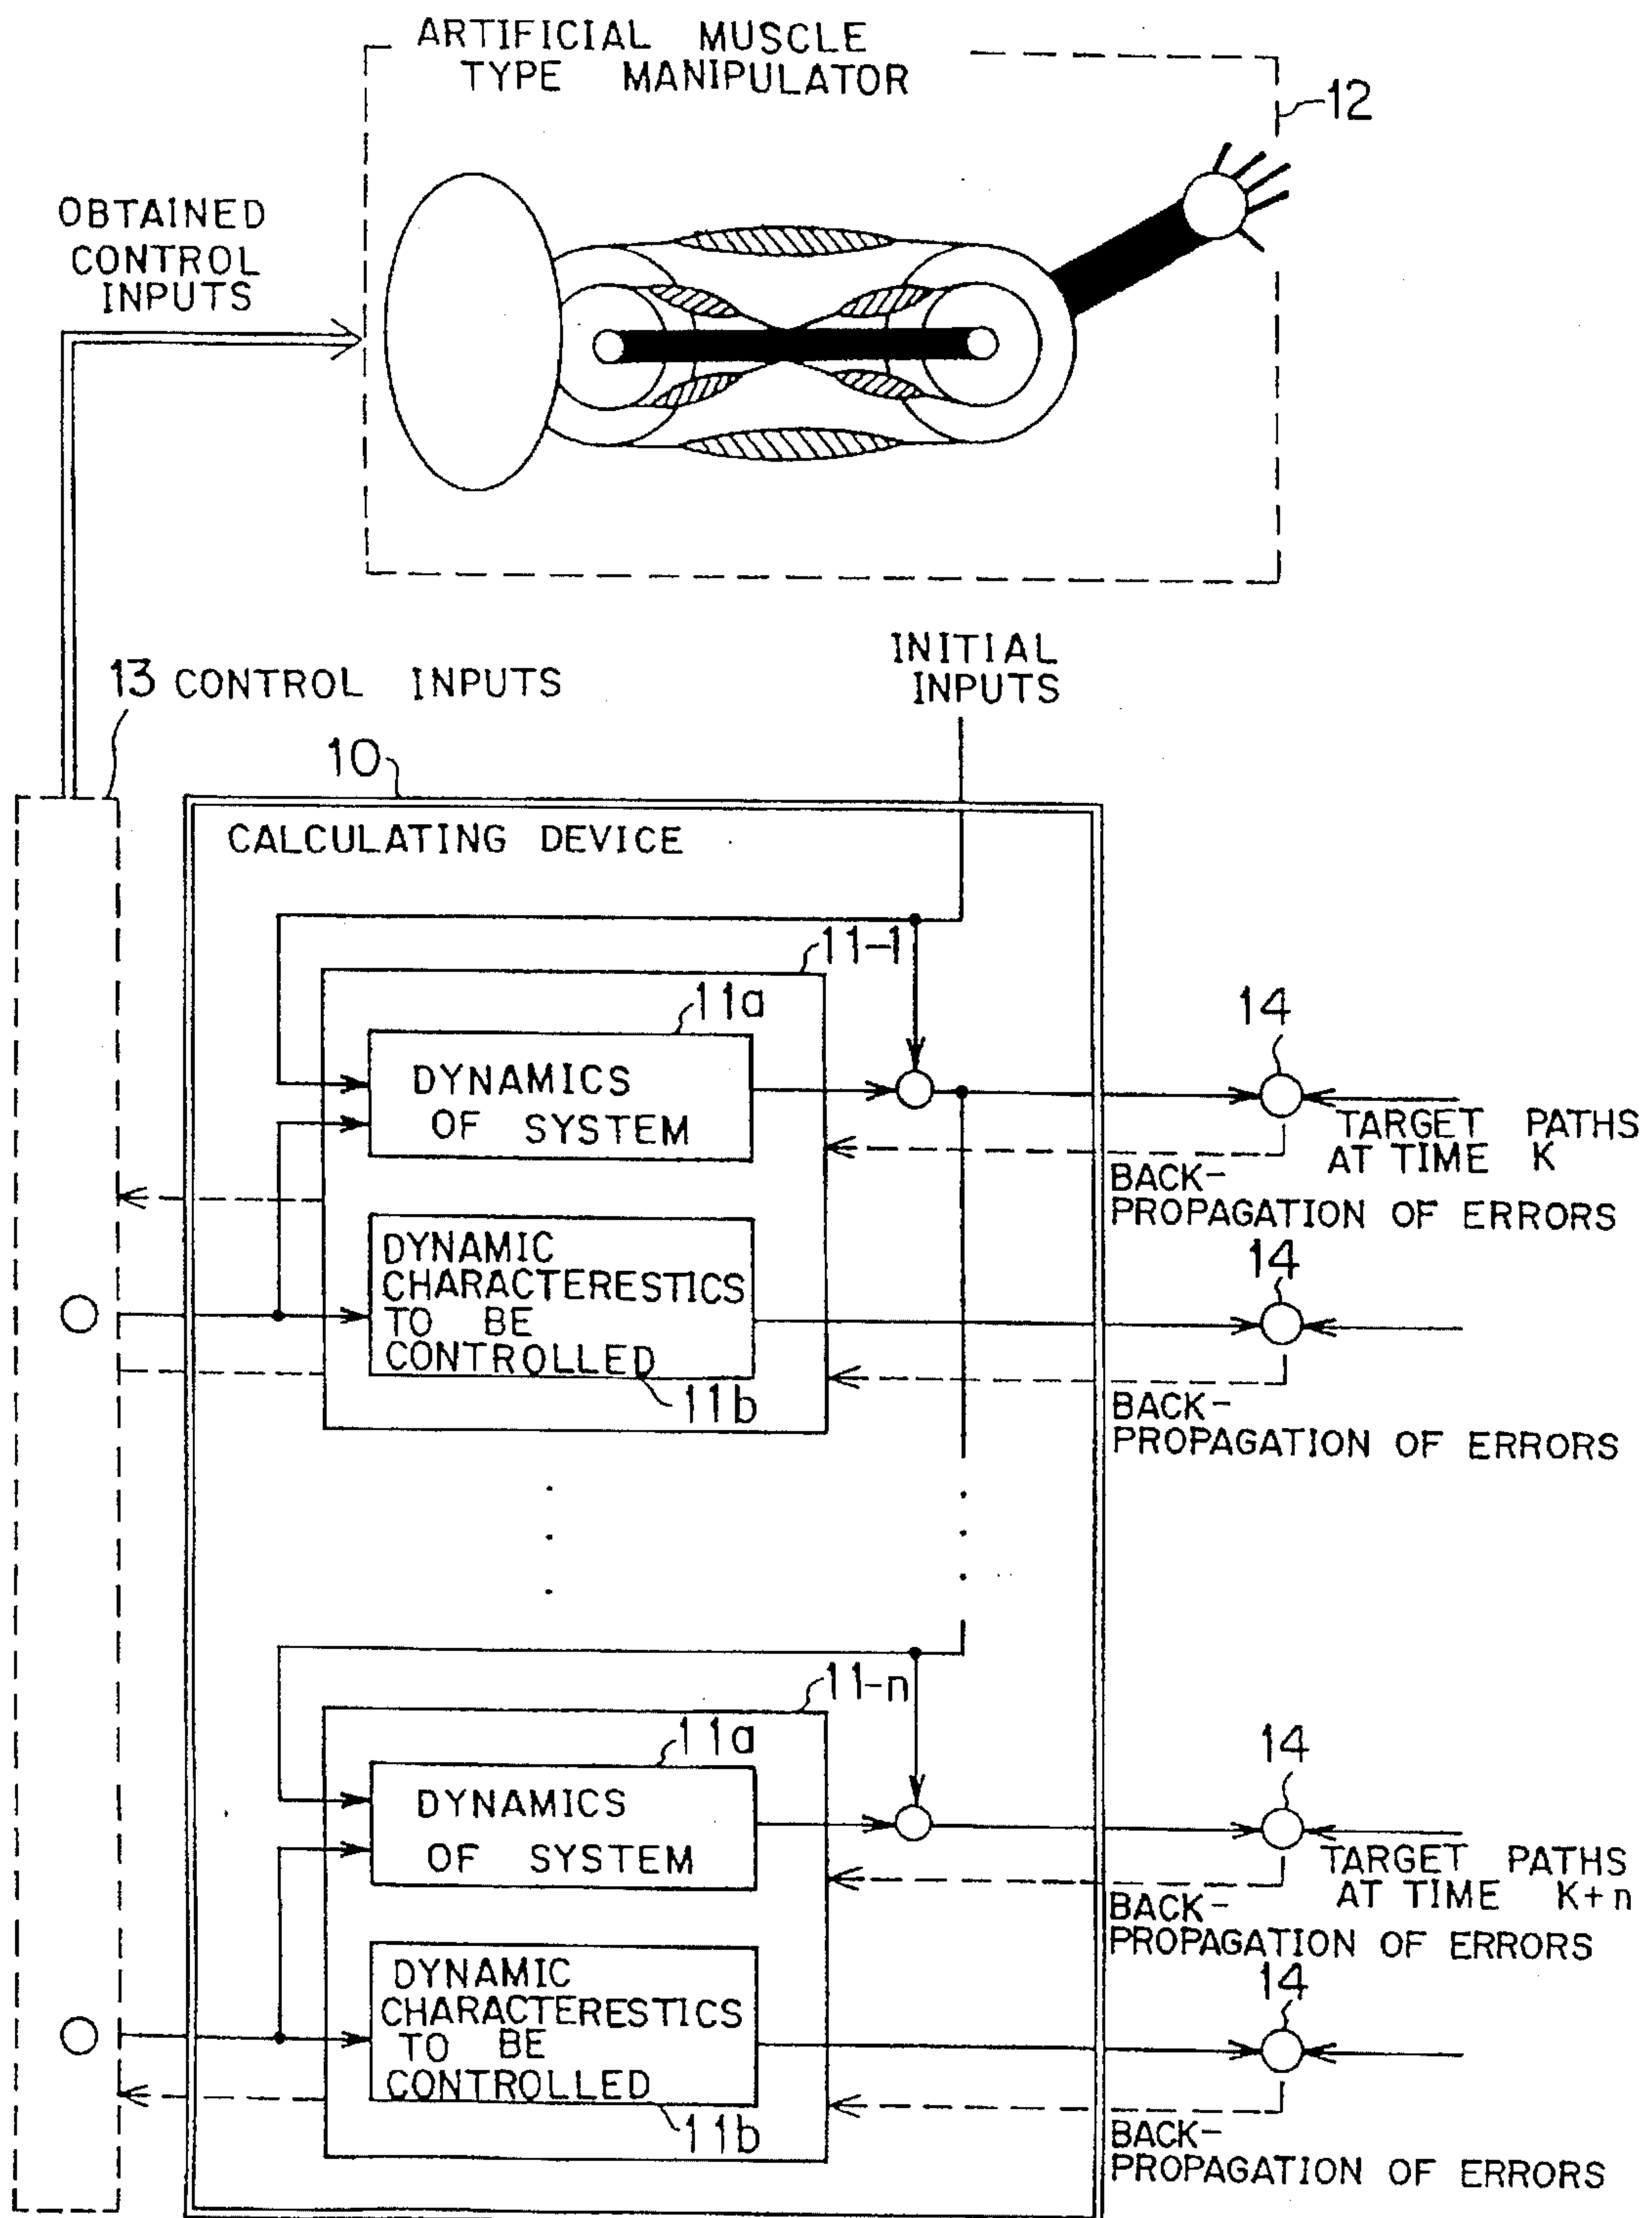 ARTIFICIAL MUSCLE
TYPE MANIPULATOR
12
OBTAINED
CONTROL
INPUTS
INITIAL
INPUTS
13 CONTROL INPUTS
10
CALCULATING DEVICE
11-1
11a
14
DYNAMICS
OF SYSTEM
TARGET PATHS
AT TIME K
BACK-
PROPAGATION OF ERRORS
14
DYNAMIC
CHARACTERESTICS
TO BE
CONTROLLED
11b
BACK-
PROPAGATION OF ERRORS
11-n
11a
14
DYNAMICS
OF SYSTEM
TARGET PATHS
AT TIME K+n
BACK-
PROPAGATION OF ERRORS
14
DYNAMIC
CHARACTERESTICS
TO BE
CONTROLLED
11b
BACK-
PROPAGATION OF ERRORS